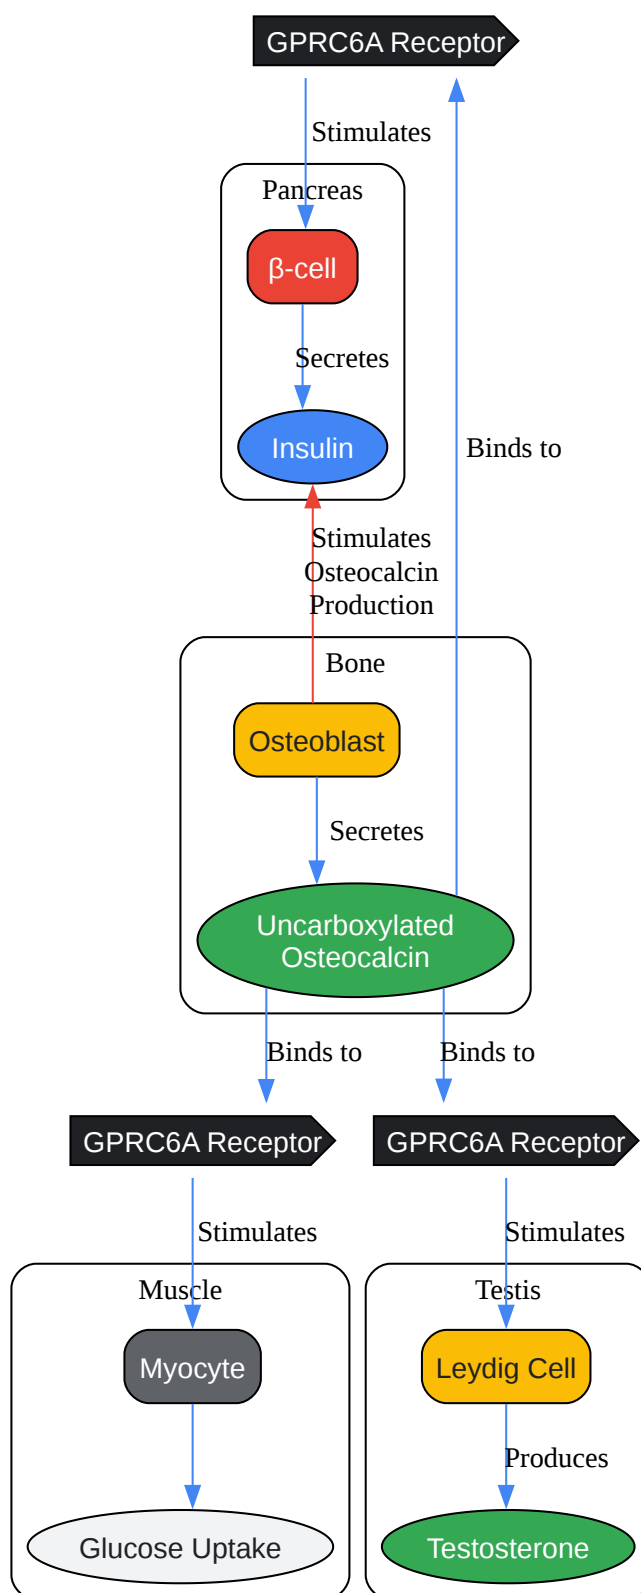 GPRC6A Receptor
Stimulates
Pancreas
β-cell
Secretes
Insulin
Binds to
Stimulates
Osteocalcin
Production
Bone
Osteoblast
Secretes
Uncarboxylated
Osteocalcin
Binds to
Binds to
GPRC6A Receptor
GPRC6A Receptor
Stimulates
Stimulates
Muscle
Testis
Myocyte
Leydig Cell
Produces
Glucose Uptake
Testosterone